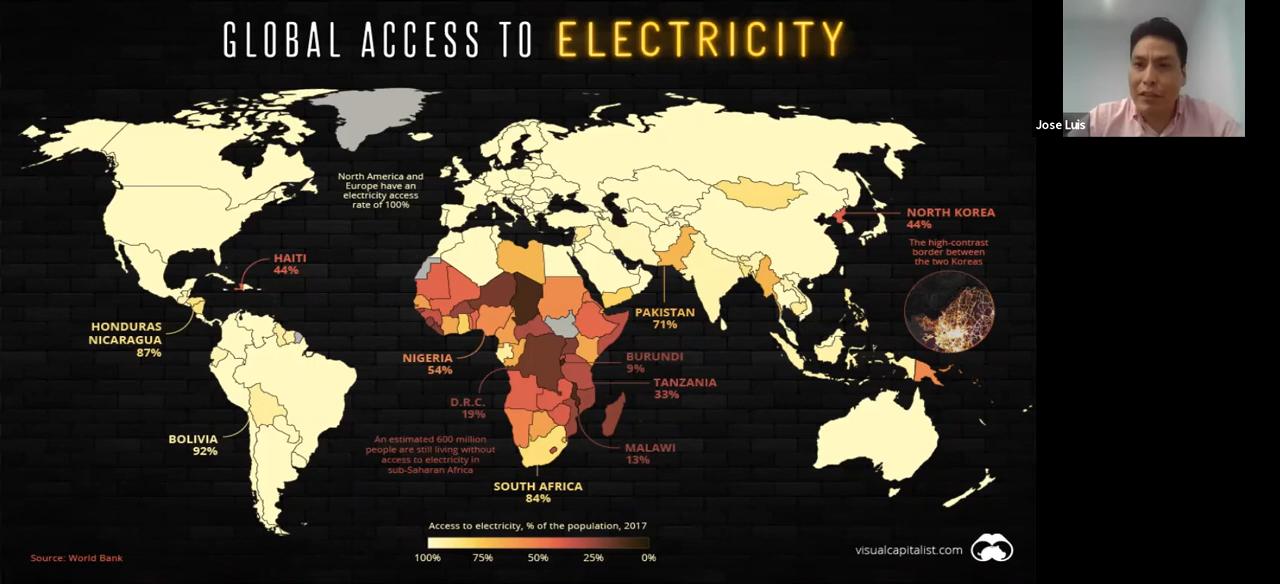 GLOBAL ACCESS TO ELECTRICITY
Jose Luis
North America and
Europe have an
electricity access
rate of 100%
NORTH KOREA
44%
The high-contrast
border between
the two Koreas
HAITI
44%
HONDURAS
NICARAGUA
87%
PAKISTAN
71%
NIGERIA
54%
BURUNDI
9%
TANZANIA
33%
D.R.C.
19%
BOLIVIA
92%
An estimated 600 million
people are still living without
access to electricity in
sub-Saharan Africa
MALAWI
13%
SOUTH AFRICA
84%
Access to electricity, % of the population, 2017
100% 75% 50% 25% 0%
Source: World Bank
visualcapitalist.com